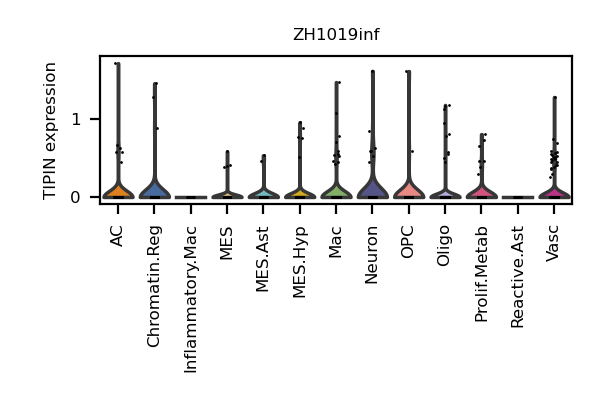 ZH1019inf
TIPIN expression
1
0
AC
Chromatin.Reg
Inflammatory.Mac
MES
MES.Ast
MES.Hyp
Mac
Neuron
OPC
Oligo
Prolif.Metab
Reactive.Ast
Vasc